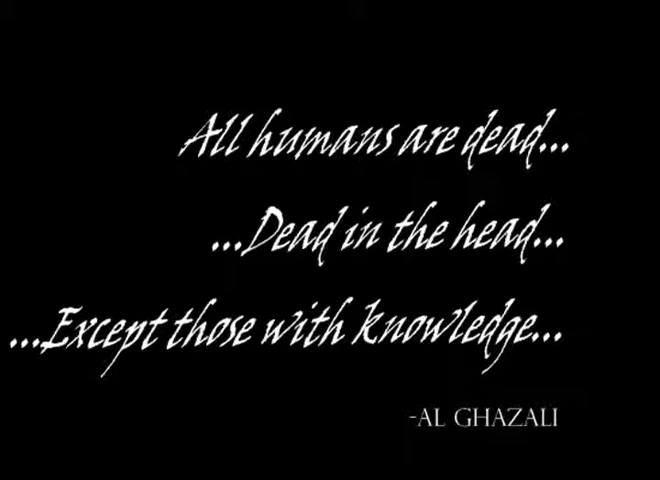 All humans are dead...
...Dead in the head...
...Except those with knowledge...
-AL GHAZALI